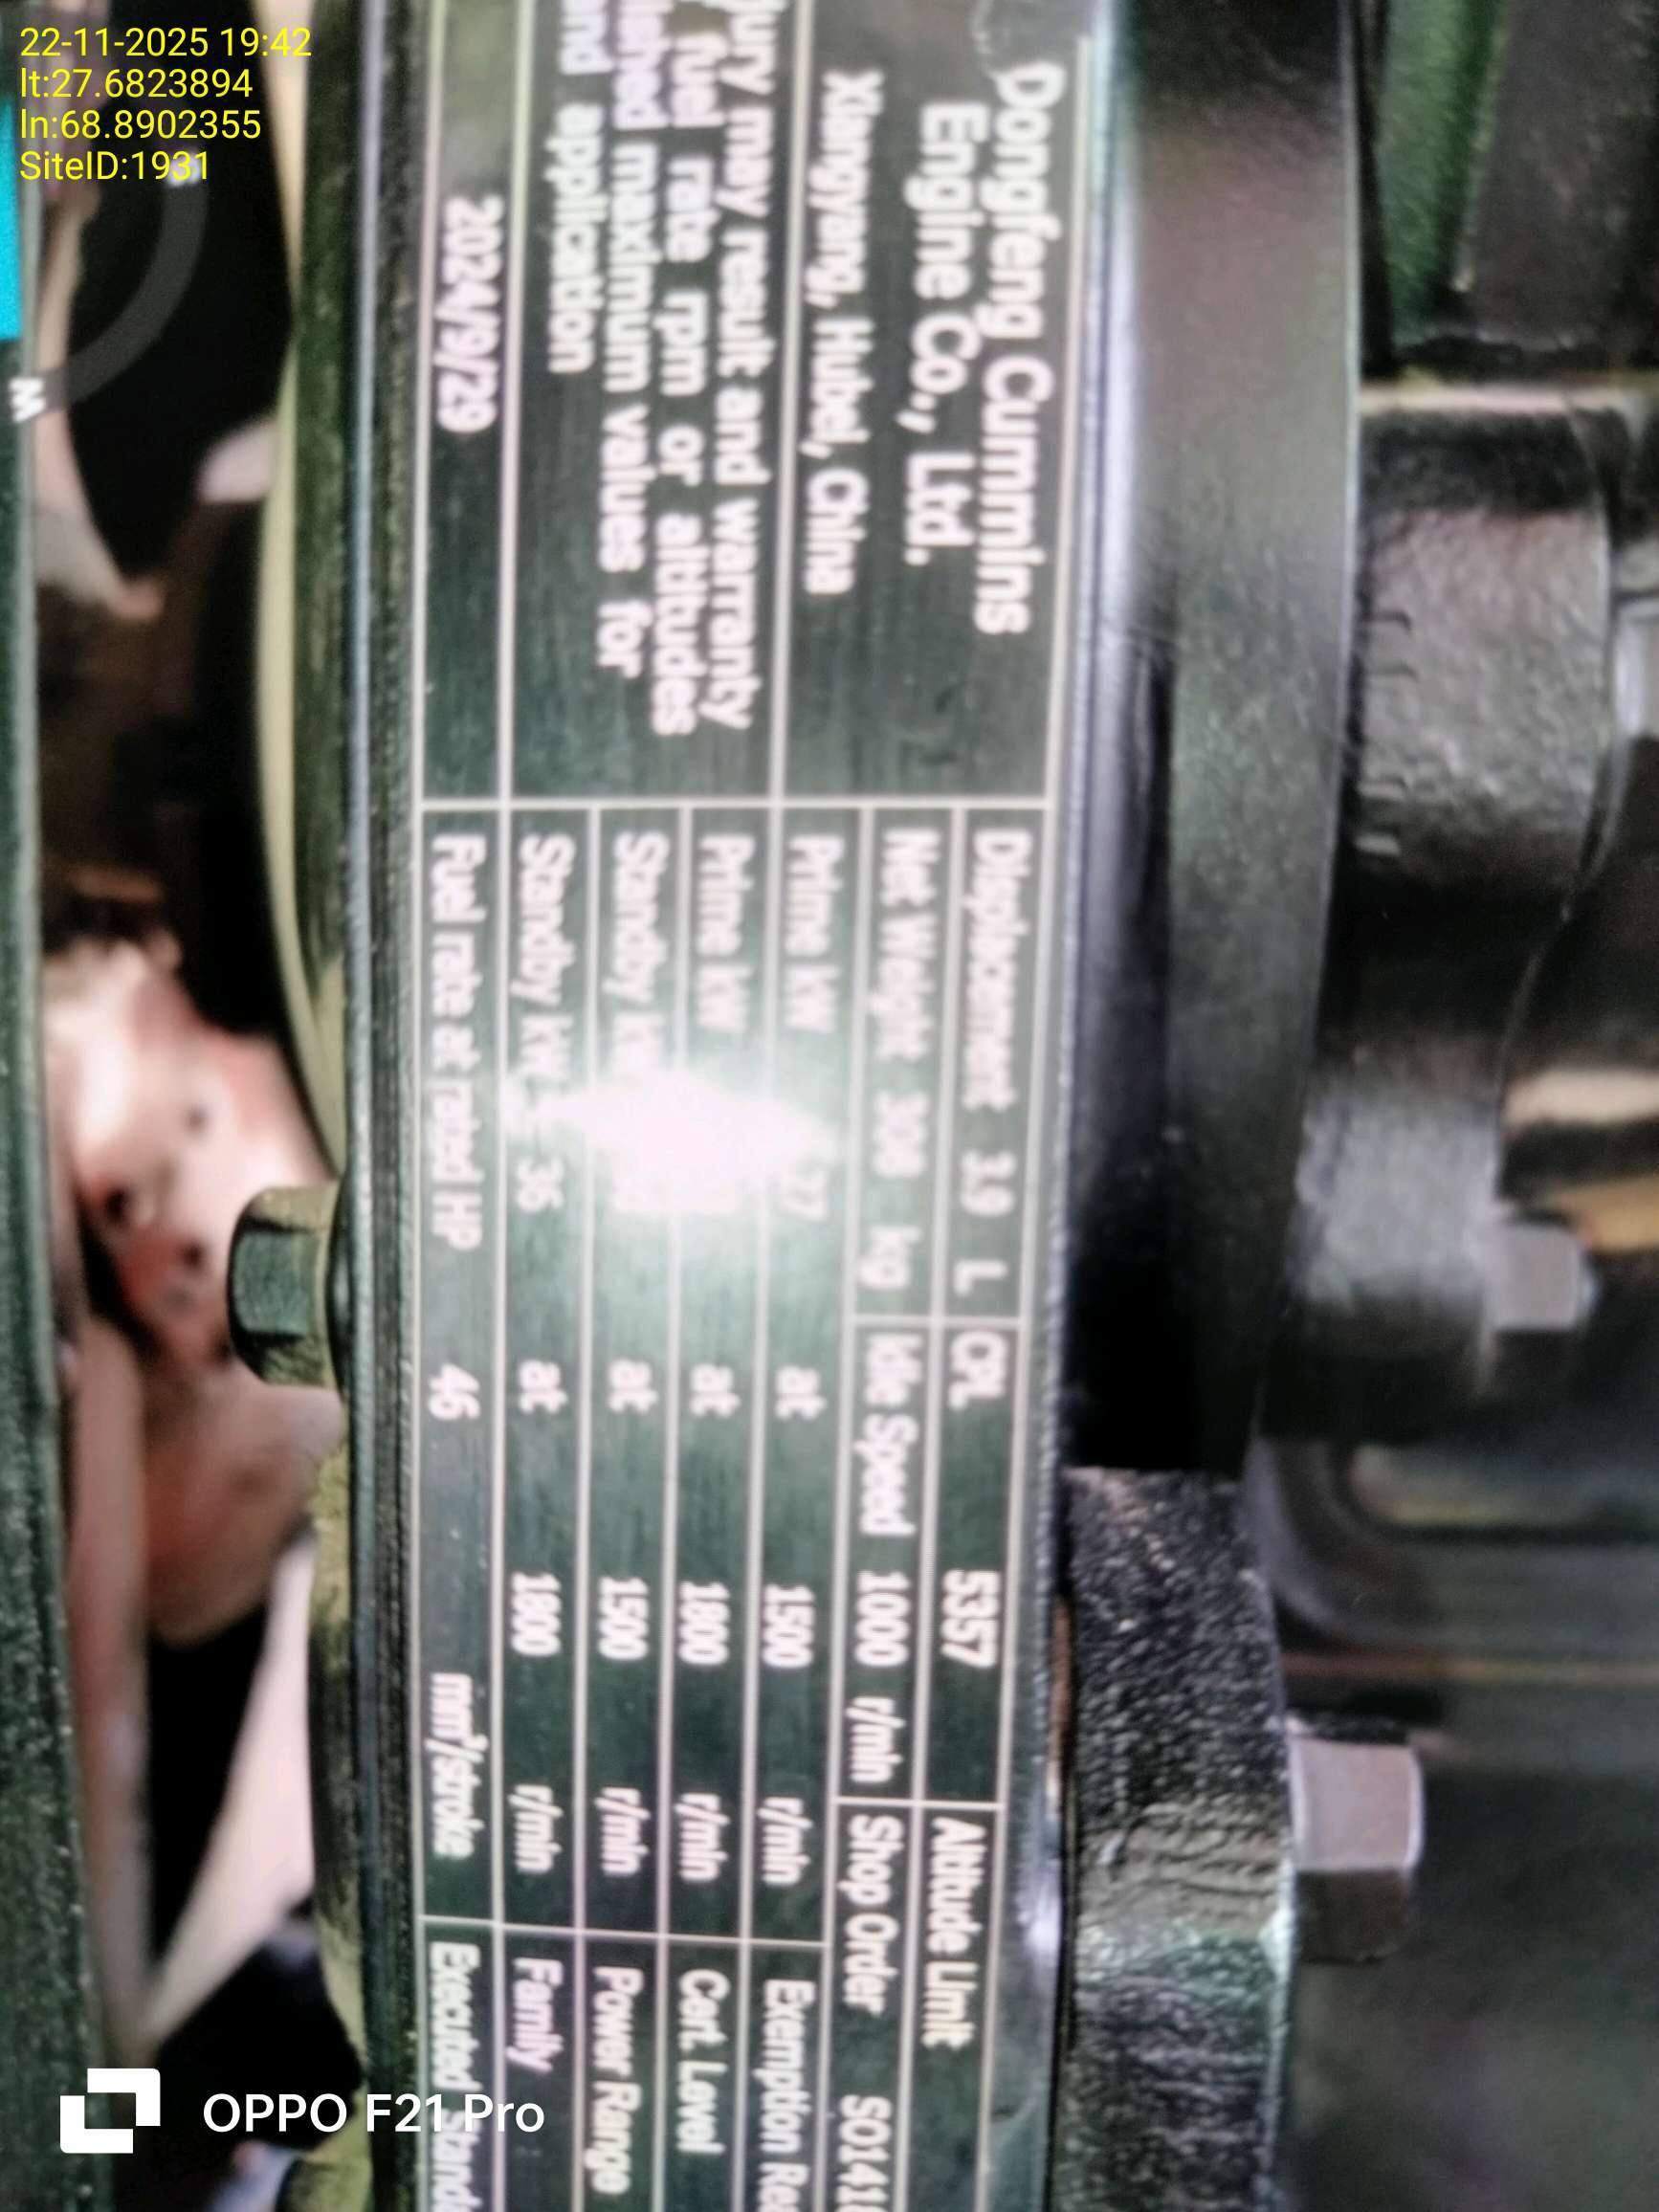 22-11-2025 19:42
lt:27.6823894
ln:68.8902355
SiteID:1931
Dongfeng Cummins
Engine Co., Ltd.
Xiangyang, Hubei, China
may result and warranty
fuel rate rpm or altitudes
maximum values for
and application
2024/9/29
Displacement 3.9 L CPL 5357 Altitude Limit
Net Weight 308 kg Idle Speed 1000 r/min Shop Order
Prime kW at 1500 r/min Exemption
Prime kW at 1800 r/min Cert. Level
Standby at 1500 r/min Power Range
Standby kW 36 at 1800 r/min Family
Fuel rate at rated HP 46 mm³/stroke Executed
OPPO F21 Pro